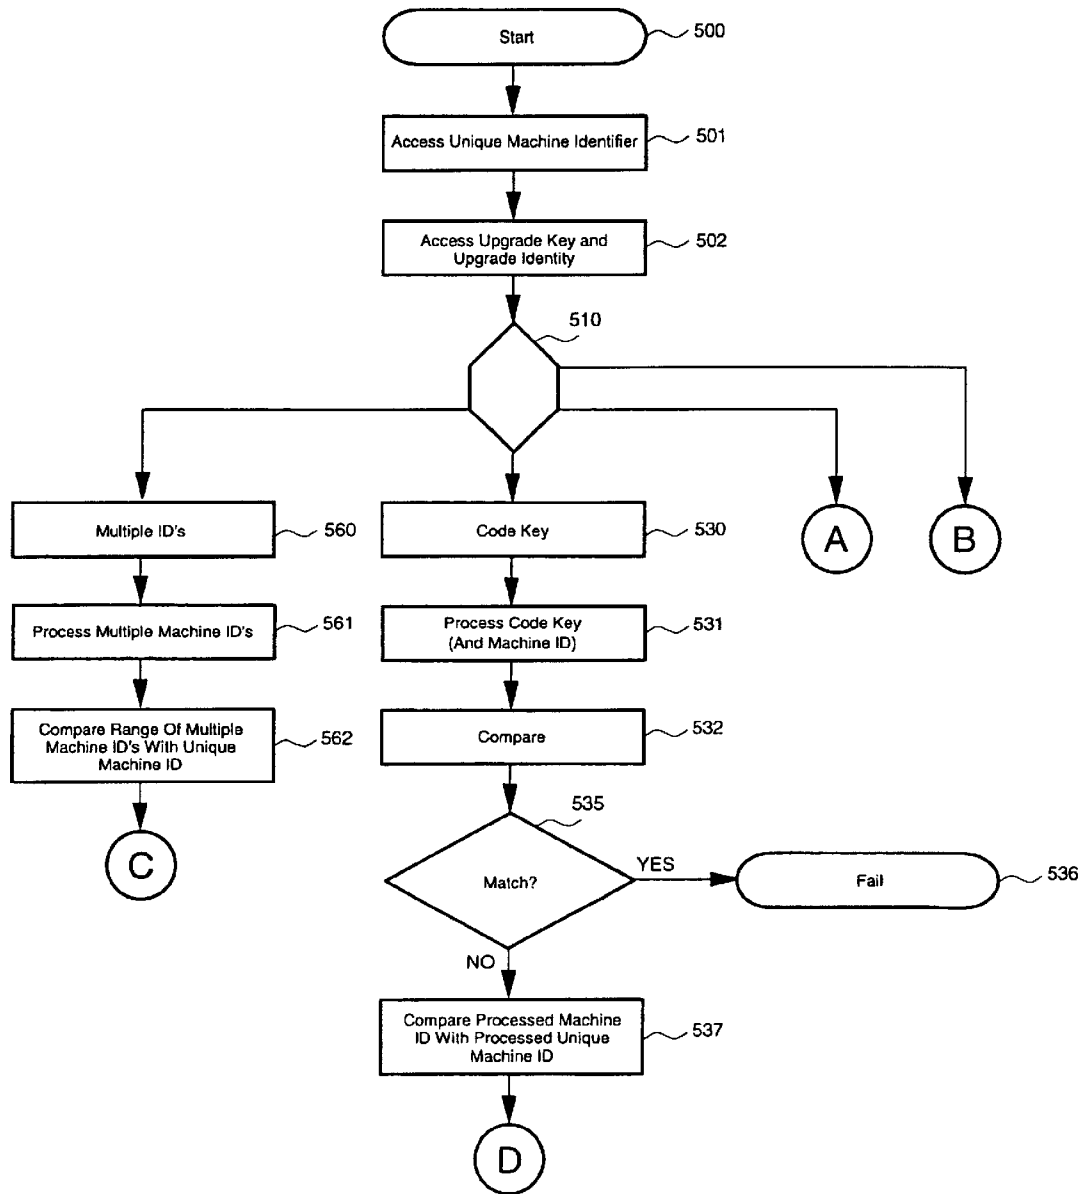 Start
500
Access Unique Machine Identifier
501
Access Upgrade Key and
Upgrade Identity
502
510
Multiple ID's
560
Code Key
530
A
B
Process Multiple Machine ID's
561
Process Code Key
(And Machine ID)
531
Compare Range Of Multiple
Machine ID's With Unique
Machine ID
562
Compare
532
C
535
Match?
YES
Fail
536
NO
Compare Processed Machine
ID With Processed Unique
Machine ID
537
D